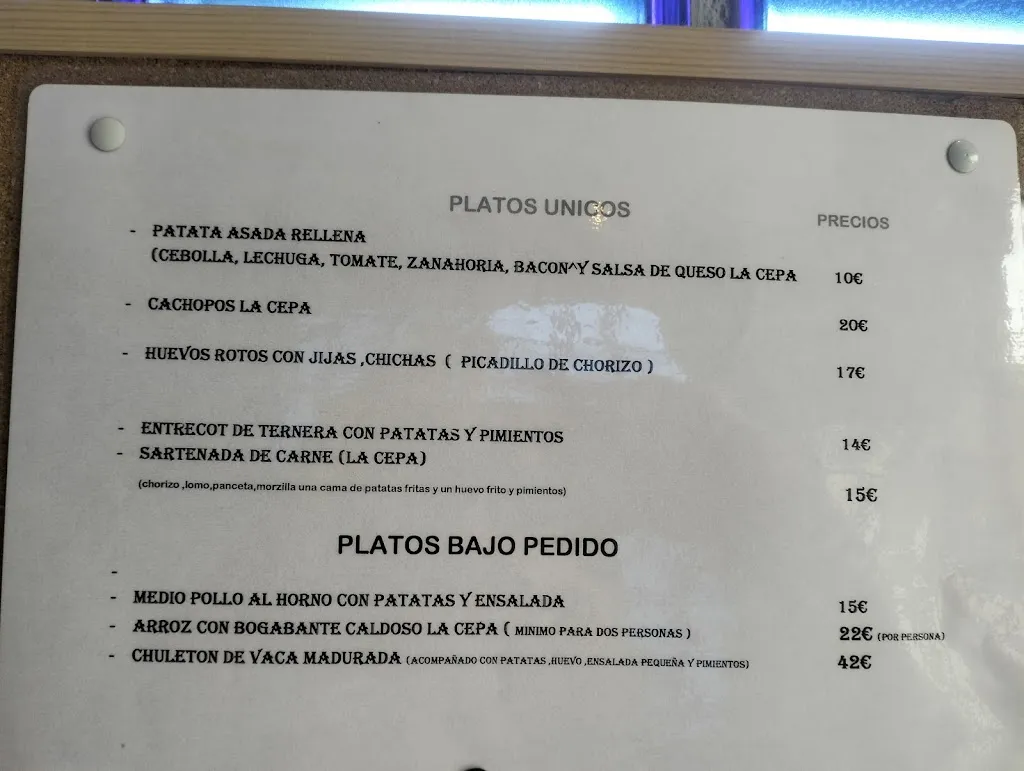 PLATOS UNICOS
PRECIOS
- PATATA ASADA RELLENA
(CEBOLLA, LECHUGA, TOMATE, ZANAHORIA, BACON^Y SALSA DE QUESO LA CEPA 10€
- CACHOPOS LA CEPA 20€
- HUEVOS ROTOS CON JIJAS ,CHICHAS ( PICADILLO DE CHORIZO ) 17€
- ENTRECOT DE TERNERA CON PATATAS Y PIMIENTOS 14€
- SARTENADA DE CARNE (LA CEPA)
(chorizo ,lomo,panceta,morzilla una cama de patatas fritas y un huevo frito y pimientos) 15€
PLATOS BAJO PEDIDO
-
- MEDIO POLLO AL HORNO CON PATATAS Y ENSALADA 15€
- ARROZ CON BOGABANTE CALDOSO LA CEPA ( MINIMO PARA DOS PERSONAS ) 22€ (POR PERSONA)
- CHULETON DE VACA MADURADA (ACOMPAÑADO CON PATATAS ,HUEVO ,ENSALADA PEQUEÑA Y PIMIENTOS) 42€